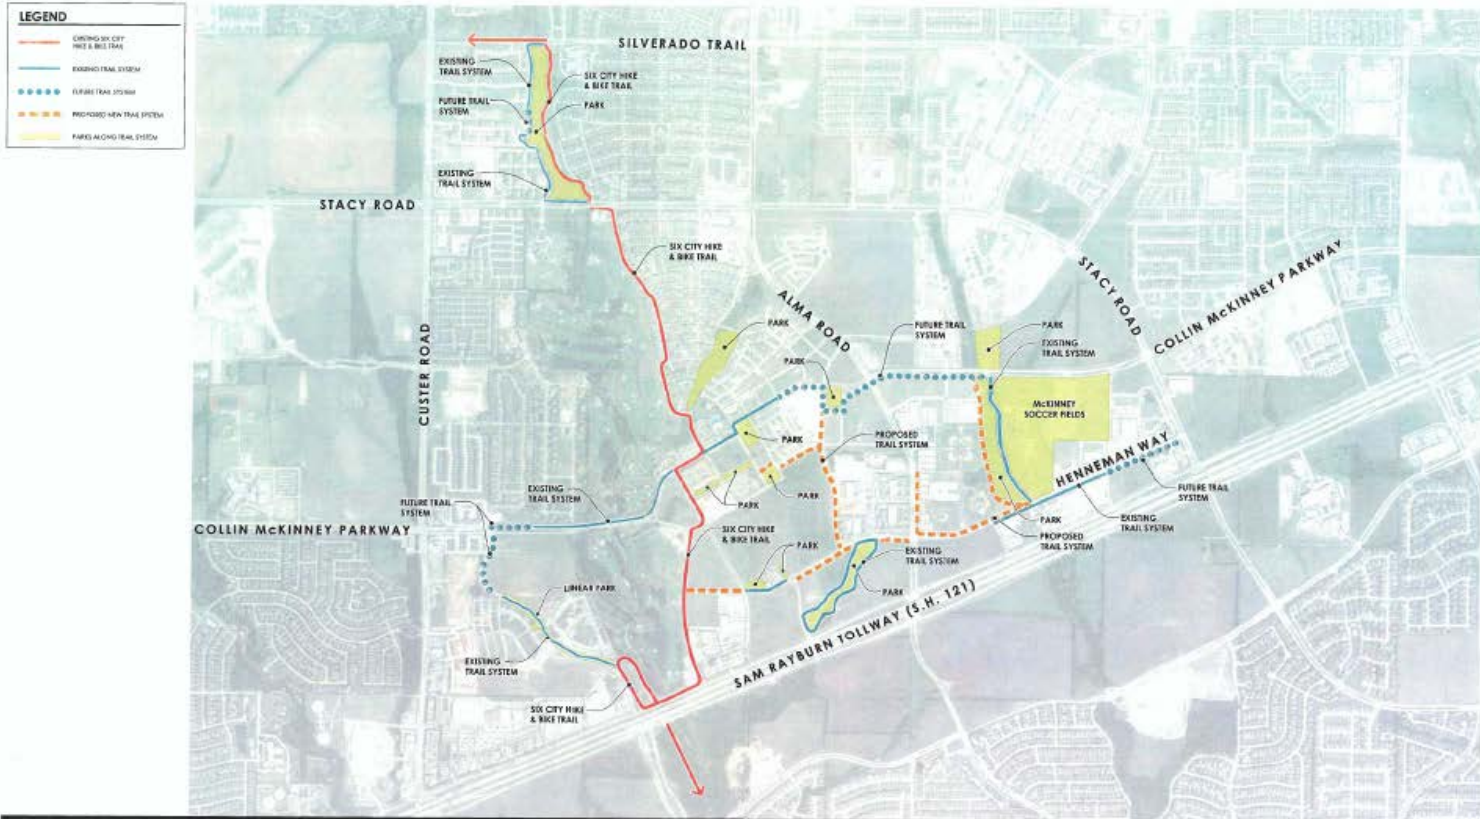 LEGEND
EXISTING SIX CITY
HIKE & BIKE TRAIL
EXISTING TRAIL SYSTEM
FUTURE TRAIL SYSTEM
PROPOSED NEW TRAIL SYSTEM
PARKS ALONG TRAIL SYSTEM
SILVERADO TRAIL
EXISTING
TRAIL SYSTEM
SIX CITY HIKE
& BIKE TRAIL
FUTURE TRAIL
SYSTEM
PARK
EXISTING
TRAIL SYSTEM
STACY ROAD
SIX CITY HIKE
& BIKE TRAIL
STACY ROAD
COLLIN McKINNEY PARKWAY
ALMA ROAD
CUSTER ROAD
PARK
FUTURE TRAIL
SYSTEM
PARK
EXISTING
TRAIL SYSTEM
PARK
McKINNEY
SOCCER FIELDS
PARK
PROPOSED
TRAIL SYSTEM
HENNEMAN WAY
FUTURE TRAIL
SYSTEM
EXISTING
TRAIL SYSTEM
FUTURE TRAIL
SYSTEM
PARK
PARK
PARK
EXISTING
TRAIL SYSTEM
COLLIN McKINNEY PARKWAY
SIX CITY HIKE
& BIKE TRAIL
PROPOSED
TRAIL SYSTEM
PARK
EXISTING
TRAIL SYSTEM
LINEAR PARK
PARK
SAM RAYBURN TOLLWAY (S.H. 121)
EXISTING
TRAIL SYSTEM
SIX CITY HIKE
& BIKE TRAIL